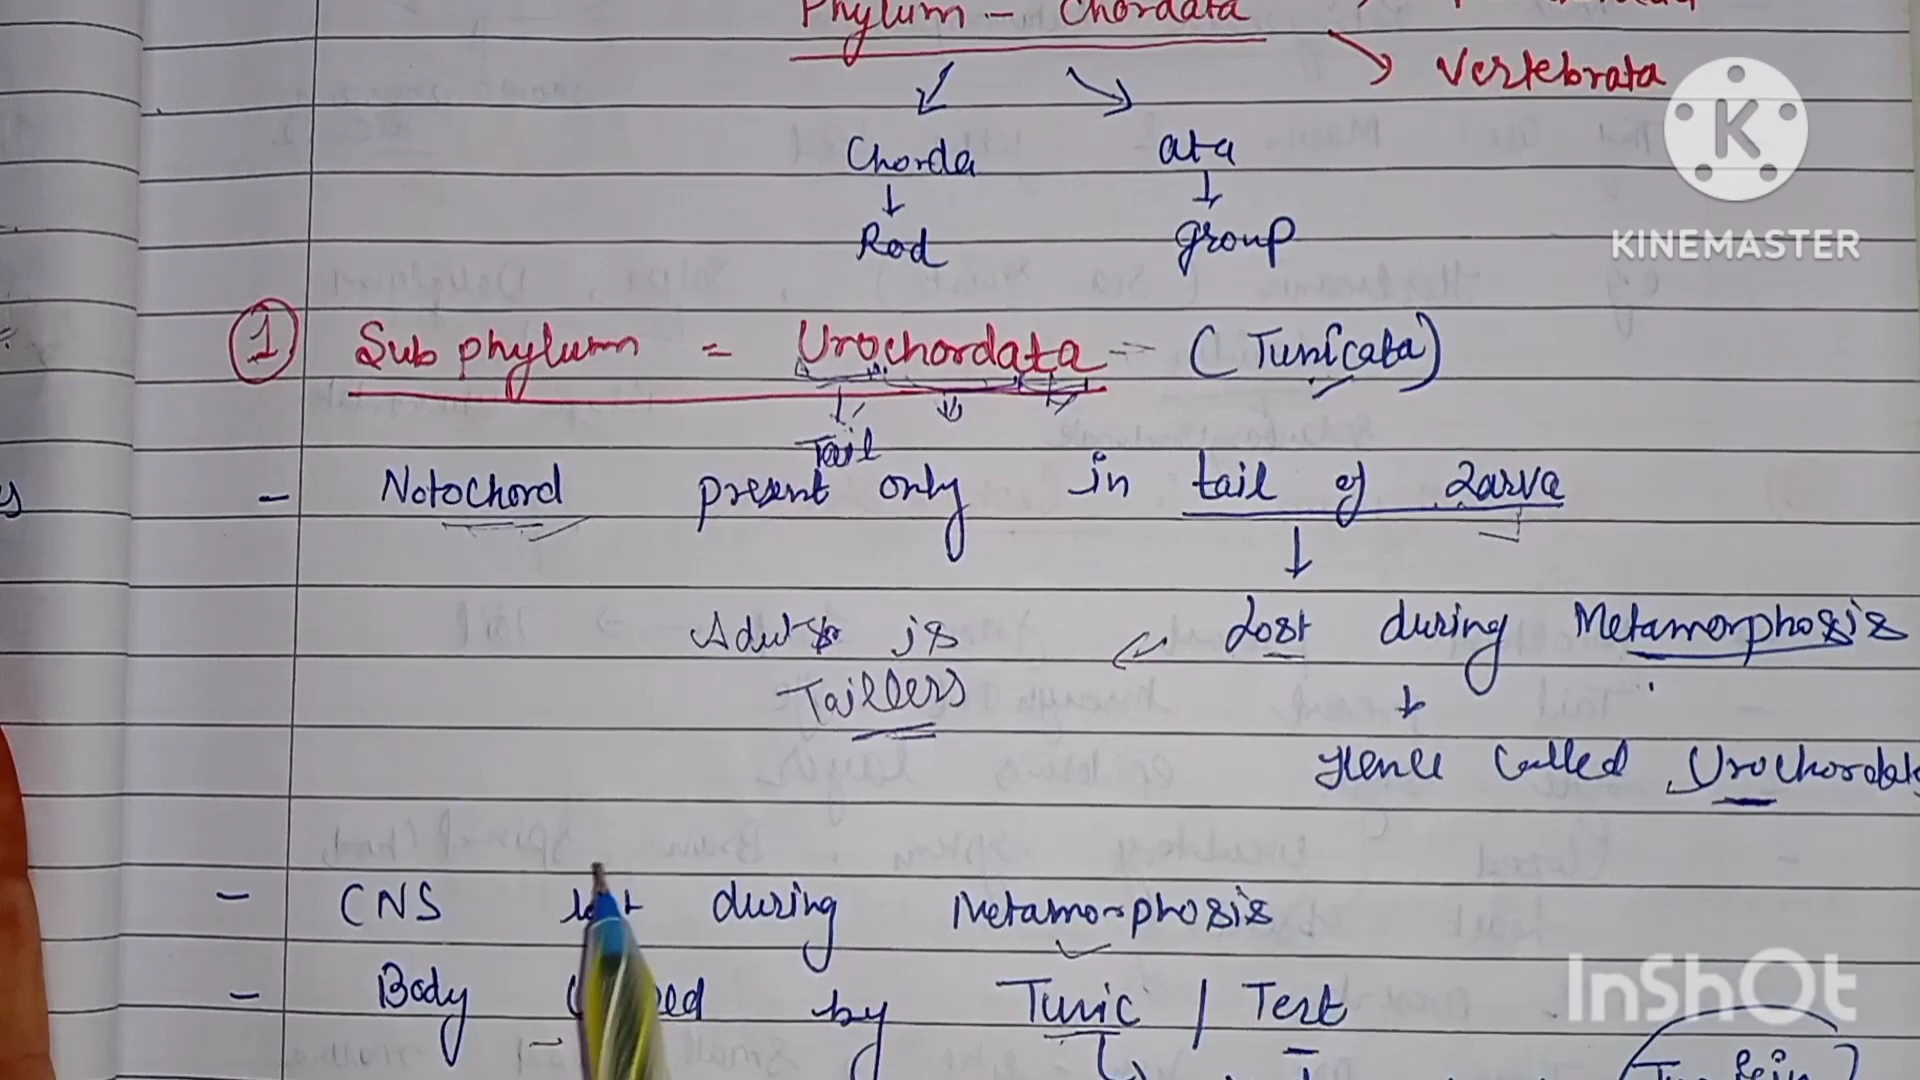 Phylum - Chordata
Vertebrata
Chorda ata
Rod group
KINEMASTER
1 Sub phylum = Urochordata = (Tunicata)
Tail
- Notochord present only in tail of Larva
Adult is Lost during Metamorphosis
Tailless
Hence Called Urochordata
- CNS lost during Metamorphosis
- Body by Tunic / Test
InShOt